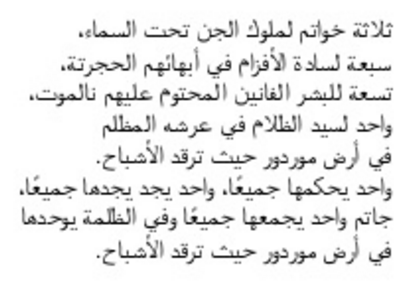 ثلاثة خواتم لملوك الجن تحت السماء،
سبعة لسادة الأقزام في أبهائهم الحجرتة،
تسعة للبشر الفانين المحتوم عليهم نالموت،
واحد لسيد الظلام في عرشه المظلم
في أرض موردور حيث ترقد الأشباح.
واحد يحكمها جميعًا، واحد يجد يجدها جميعًا،
جاتم واحد يجمعها جميعًا وفي الظلمة يوحدها
في أرض موردور حيث ترقد الأشباح.